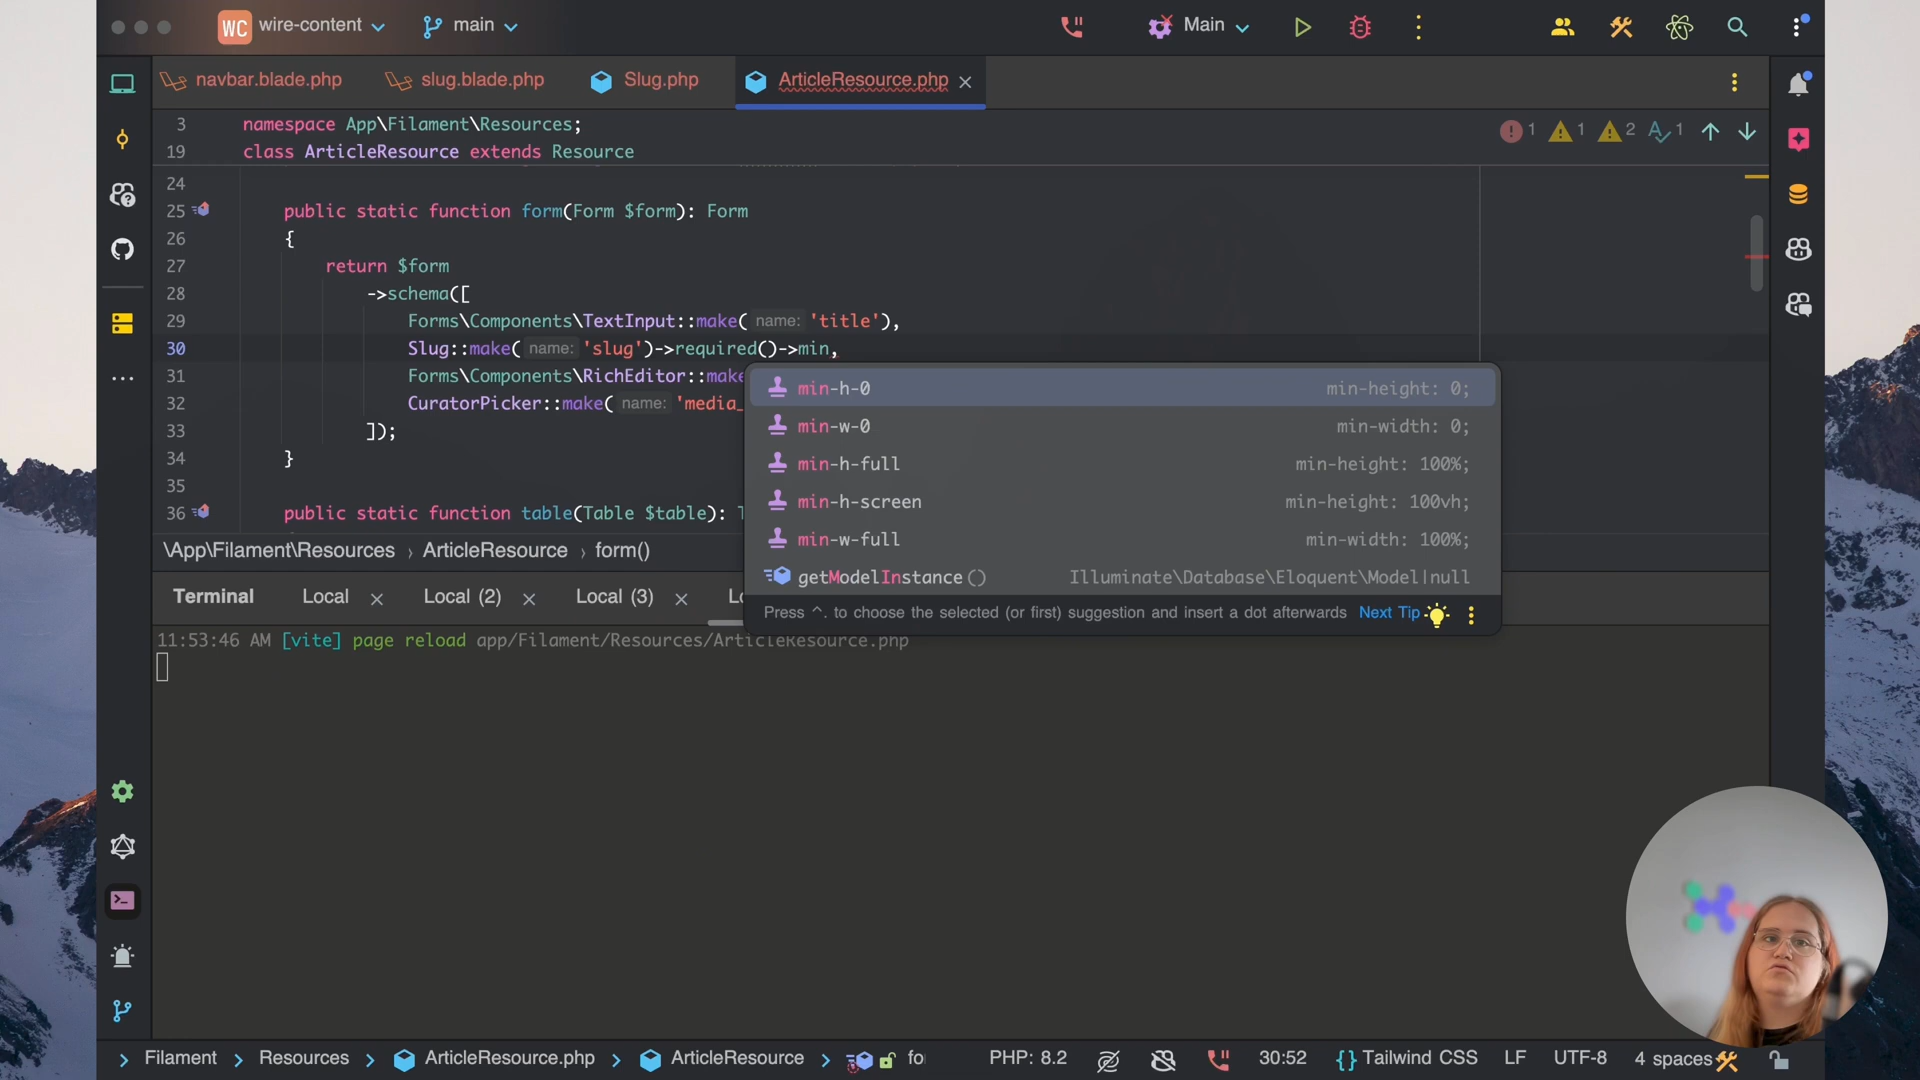 WC wire-content main Main
navbar.blade.php slug.blade.php Slug.php ArticleResource.php
3 namespace App\Filament\Resources; 1 1 2 1
19 class ArticleResource extends Resource
24
25 public static function form(Form $form): Form
26 {
27 return $form
28 ->schema([
29 Forms\Components\TextInput::make( name: 'title'),
30 Slug::make( name: 'slug')->required()->min,
31 Forms\Components\RichEditor::make
32 CuratorPicker::make( name: 'media_
33 ]);
34 }
35
36 public static function table(Table $table):
min-h-0 min-height: 0;
min-w-0 min-width: 0;
min-h-full min-height: 100%;
min-h-screen min-height: 100vh;
min-w-full min-width: 100%;
getModelInstance() Illuminate\Database\Eloquent\Model|null
Press ^. to choose the selected (or first) suggestion and insert a dot afterwards Next Tip
\App\Filament\Resources › ArticleResource › form()
Terminal Local Local (2) Local (3)
11:53:46 AM [vite] page reload app/Filament/Resources/ArticleResource.php
Filament Resources ArticleResource.php ArticleResource PHP: 8.2 30:52 {} Tailwind CSS LF UTF-8 4 spaces